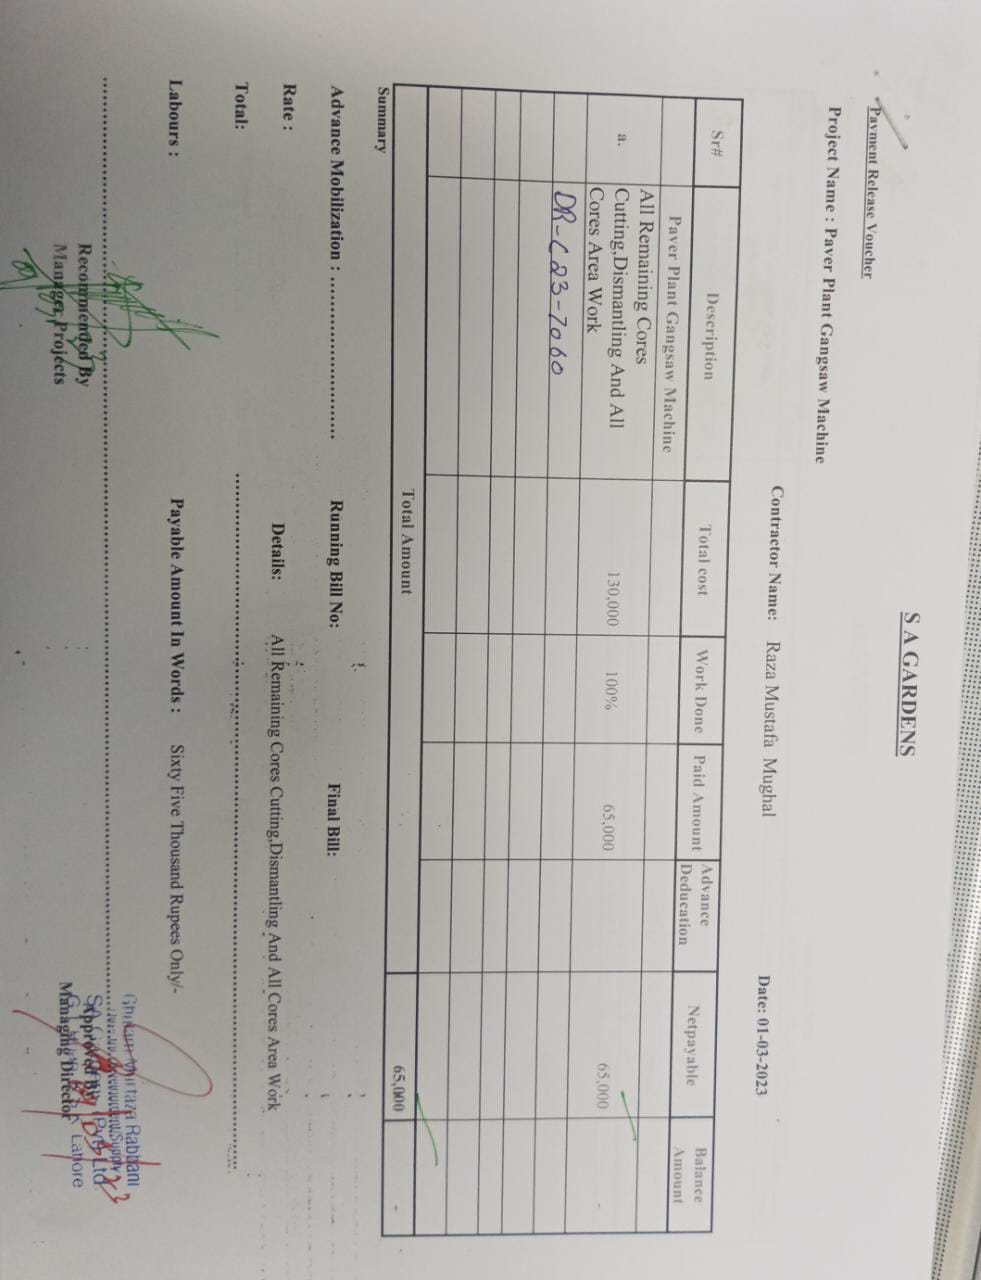 S A GARDENS
Payment Release Voucher
Project Name : Paver Plant Gangsaw Machine
Contractor Name: Raza Mustafa Mughal Date: 01-03-2023
Sr# Description Total cost Work Done Paid Amount Advance Deducation Netpayable Balance Amount
Paver Plant Gangsaw Machine
a. All Remaining Cores Cutting,Dismantling And All Cores Area Work 130,000 100% 65,000 65,000 -
DR-C23-7060
Total Amount 65,000 -
Summary
Advance Mobilization : .............................. Running Bill No: Final Bill:
Rate : Details: All Remaining Cores Cutting,Dismantling And All Cores Area Work
Total:
Labours : Payable Amount In Words : Sixty Five Thousand Rupees Only/-
Rabbani
Recommended By Approved By
Manager Projects Managing Director
Lahore